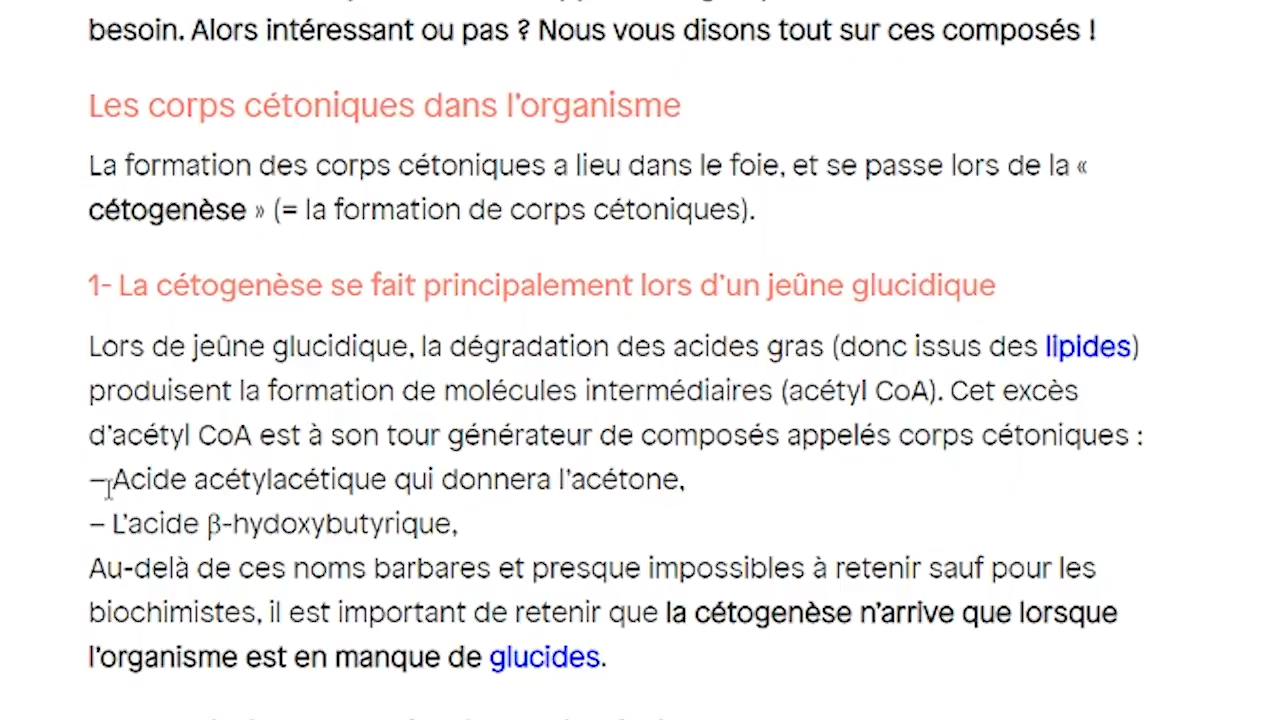 besoin. Alors intéressant ou pas ? Nous vous disons tout sur ces composés !
Les corps cétoniques dans l'organisme
La formation des corps cétoniques a lieu dans le foie, et se passe lors de la «
cétogenèse » (= la formation de corps cétoniques).
1- La cétogenèse se fait principalement lors d'un jeûne glucidique
Lors de jeûne glucidique, la dégradation des acides gras (donc issus des lipides)
produisent la formation de molécules intermédiaires (acétyl CoA). Cet excès
d'acétyl CoA est à son tour générateur de composés appelés corps cétoniques :
– Acide acétylacétique qui donnera l'acétone,
– L'acide β-hydoxybutyrique,
Au-delà de ces noms barbares et presque impossibles à retenir sauf pour les
biochimistes, il est important de retenir que la cétogenèse n'arrive que lorsque
l'organisme est en manque de glucides.